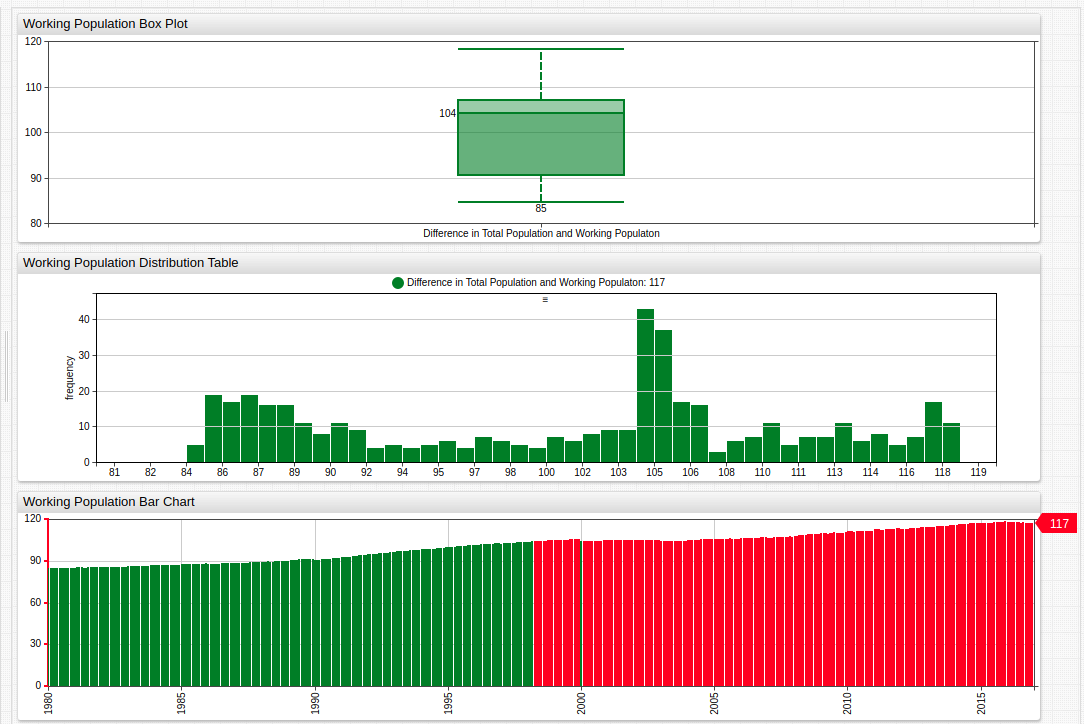 Working Population Box Plot
120
110
104
100
90
85
80
Difference in Total Population and Working Populaton
Working Population Distribution Table
Difference in Total Population and Working Populaton: 117
=
frequency
40
30
20
10
0
81 82 84 86 87 89 90 92 94 95 97 98 100 102 103 105 106 108 110 111 113 114 116 118 119
Working Population Bar Chart
120
117
90
60
30
0
1980 1985 1990 1995 2000 2005 2010 2015